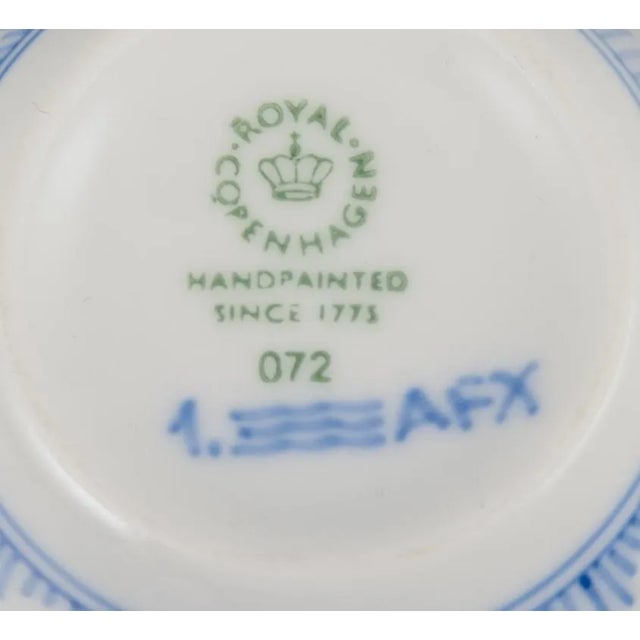 ROYAL · COPENHAGEN ·
HANDPAINTED
SINCE 1775
072
1. AFX